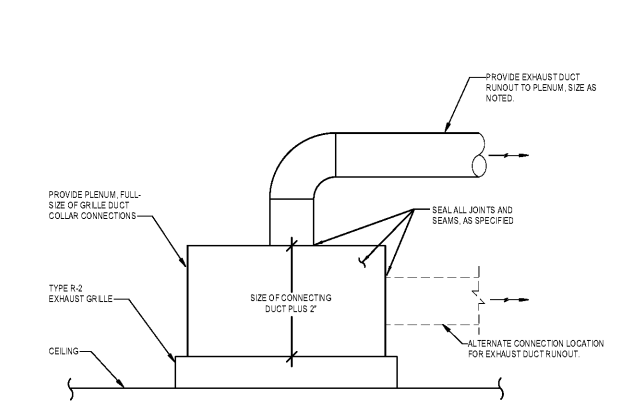 PROVIDE EXHAUST DUCT
RUNOUT TO PLENUM, SIZE AS
NOTED.
PROVIDE PLENUM, FULL-
SIZE OF GRILLE DUCT
COLLAR CONNECTIONS
SEAL ALL JOINTS AND
SEAMS, AS SPECIFIED
TYPE R-2
EXHAUST GRILLE
SIZE OF CONNECTING
DUCT PLUS 2"
ALTERNATE CONNECTION LOCATION
FOR EXHAUST DUCT RUNOUT.
CEILING